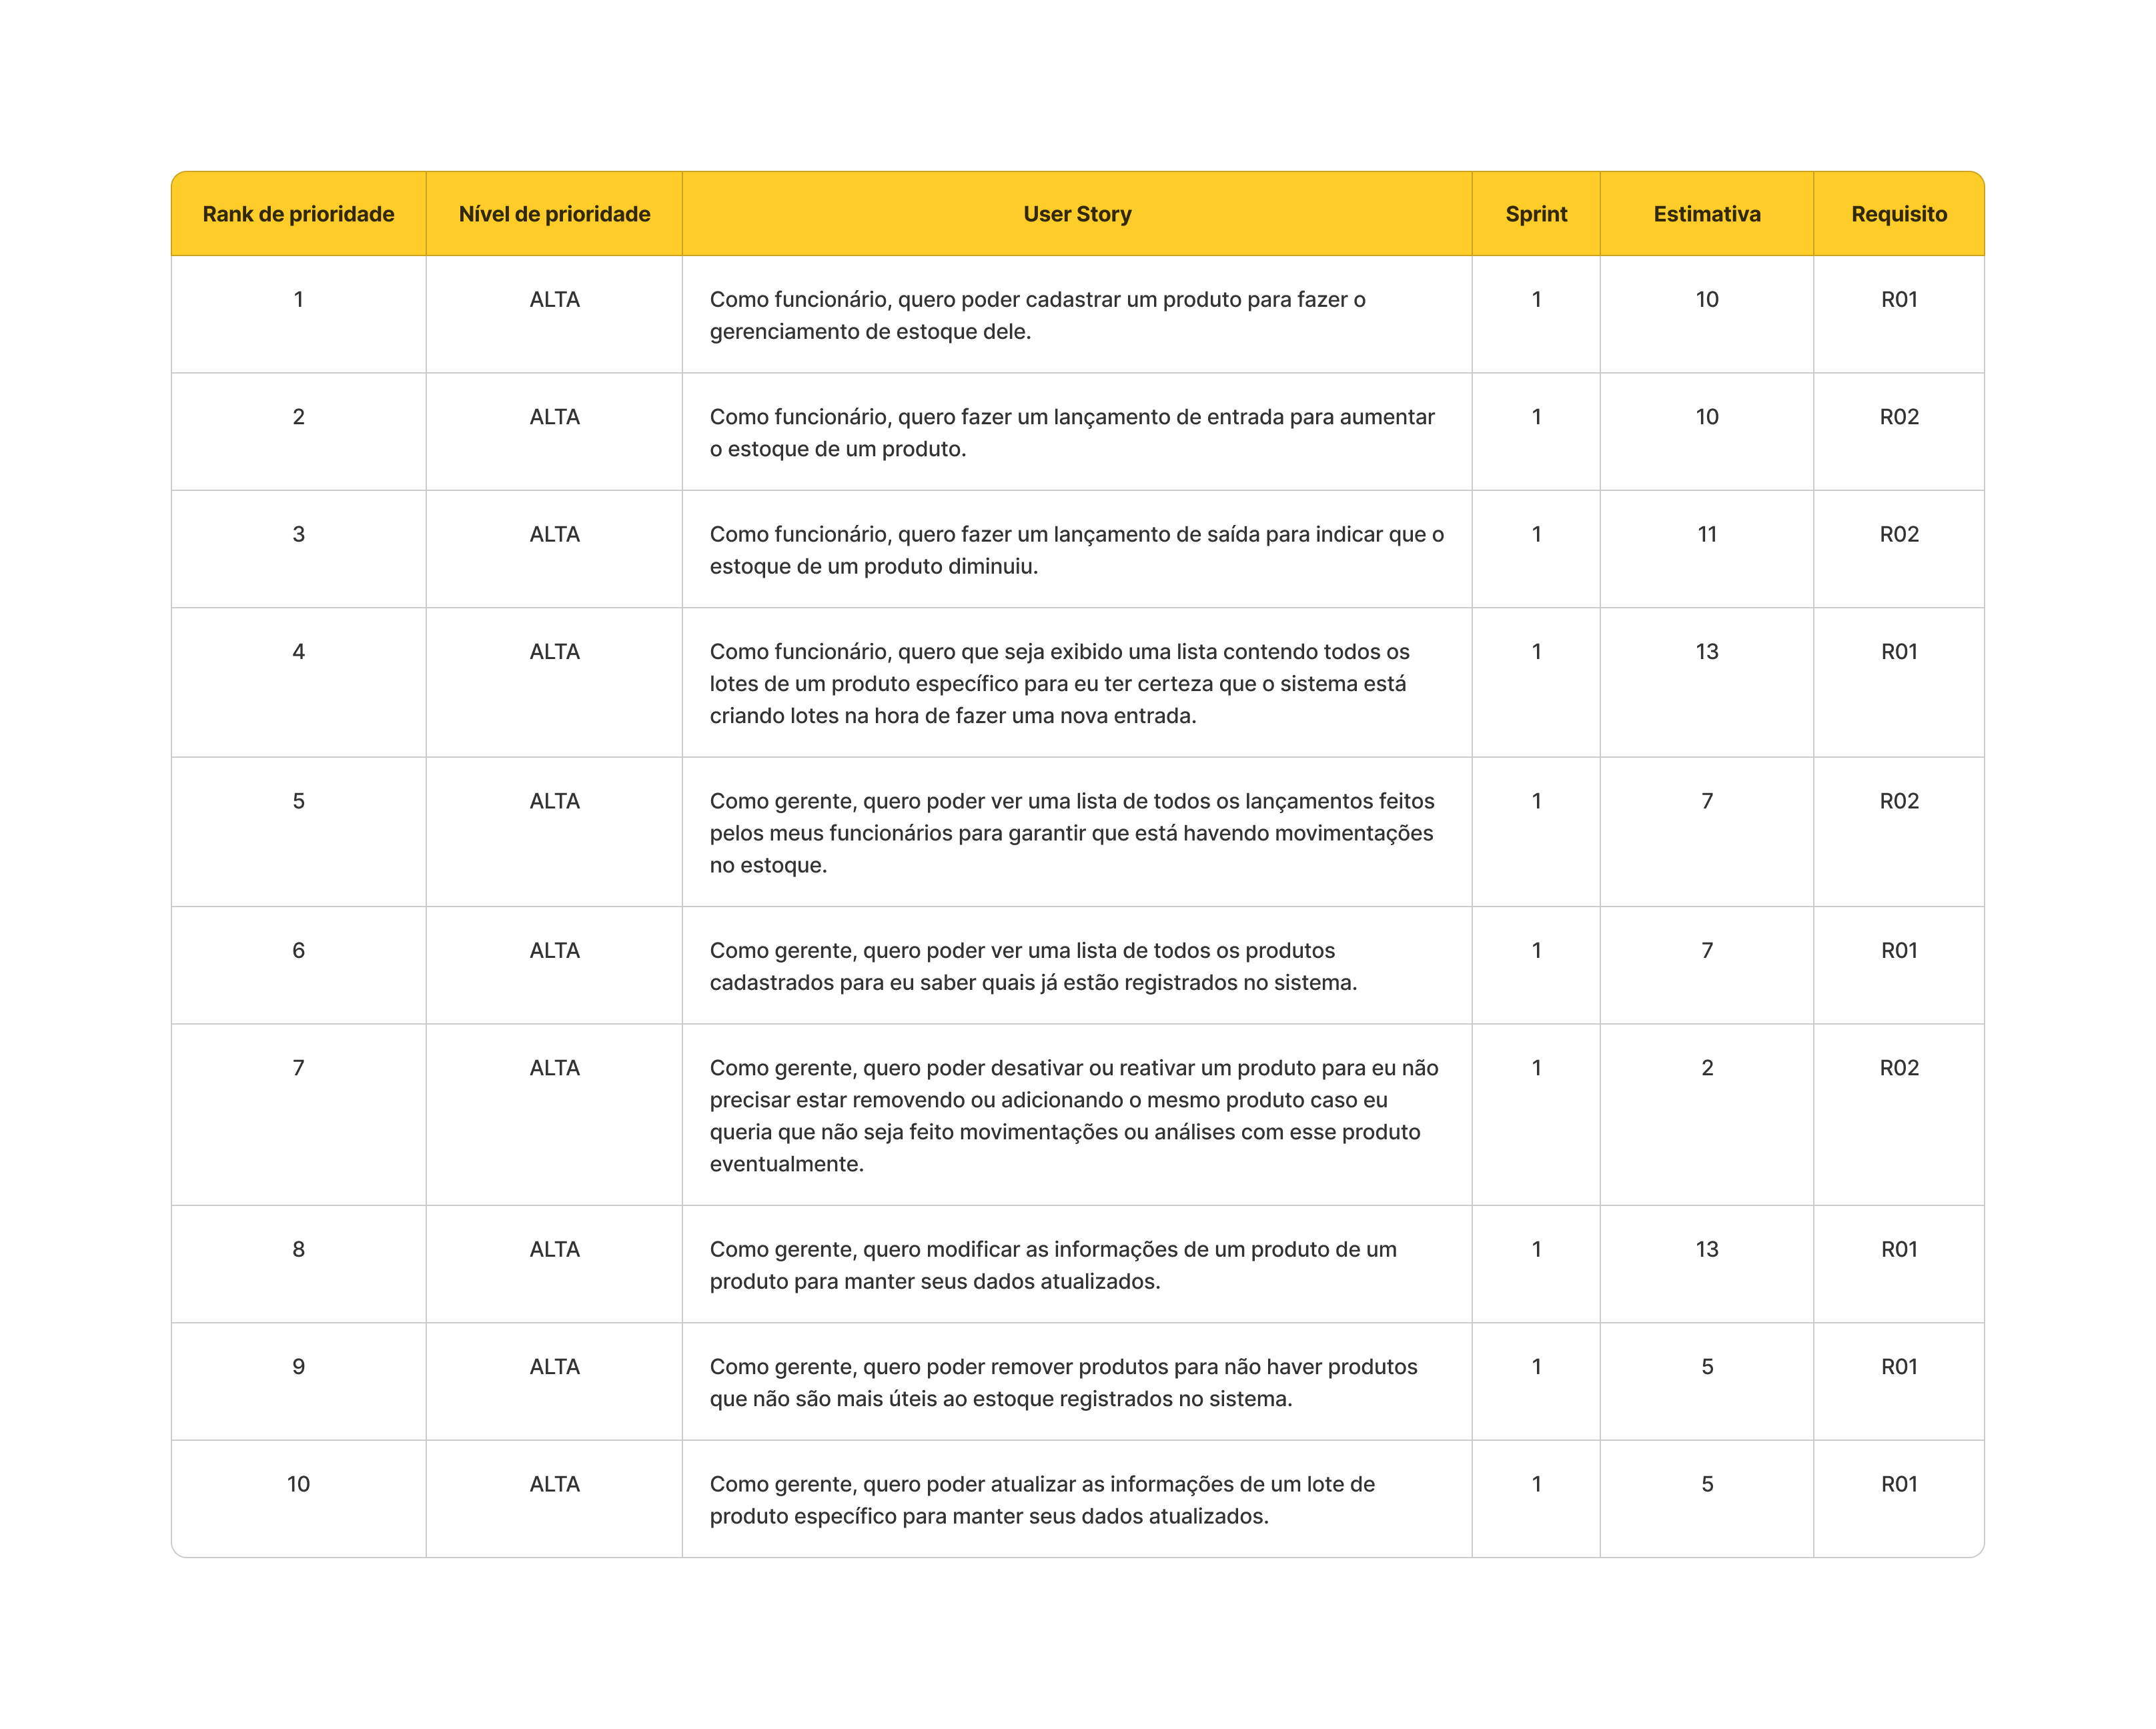 Rank de prioridade Nível de prioridade User Story Sprint Estimativa Requisito
1 ALTA Como funcionário, quero poder cadastrar um produto para fazer o 1 10 R01
gerenciamento de estoque dele.
2 ALTA Como funcionário, quero fazer um lançamento de entrada para aumentar 1 10 R02
o estoque de um produto.
3 ALTA Como funcionário, quero fazer um lançamento de saída para indicar que o 1 11 R02
estoque de um produto diminuiu.
4 ALTA Como funcionário, quero que seja exibido uma lista contendo todos os 1 13 R01
lotes de um produto específico para eu ter certeza que o sistema está
criando lotes na hora de fazer uma nova entrada.
5 ALTA Como gerente, quero poder ver uma lista de todos os lançamentos feitos 1 7 R02
pelos meus funcionários para garantir que está havendo movimentações
no estoque.
6 ALTA Como gerente, quero poder ver uma lista de todos os produtos 1 7 R01
cadastrados para eu saber quais já estão registrados no sistema.
7 ALTA Como gerente, quero poder desativar ou reativar um produto para eu não 1 2 R02
precisar estar removendo ou adicionando o mesmo produto caso eu
queria que não seja feito movimentações ou análises com esse produto
eventualmente.
8 ALTA Como gerente, quero modificar as informações de um produto de um 1 13 R01
produto para manter seus dados atualizados.
9 ALTA Como gerente, quero poder remover produtos para não haver produtos 1 5 R01
que não são mais úteis ao estoque registrados no sistema.
10 ALTA Como gerente, quero poder atualizar as informações de um lote de 1 5 R01
produto específico para manter seus dados atualizados.